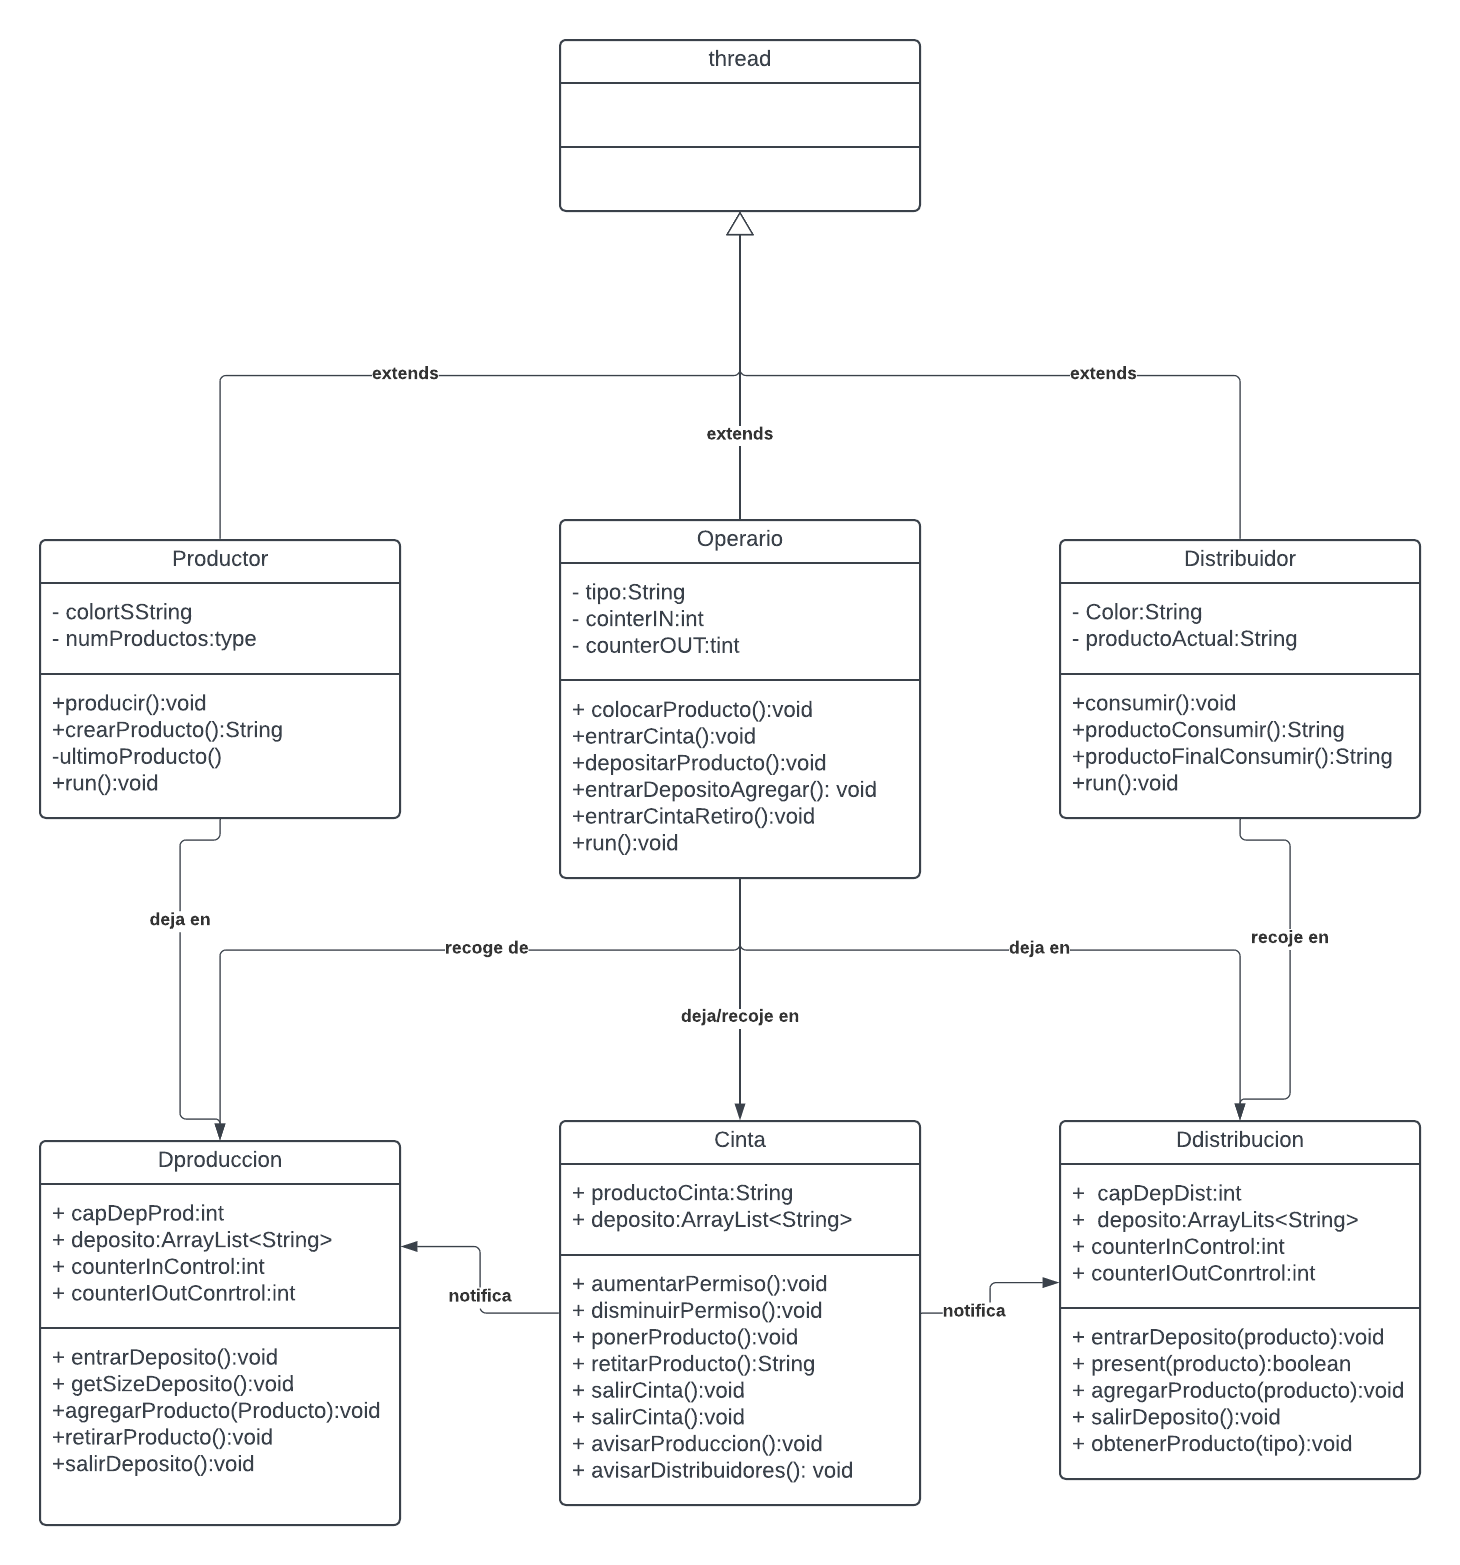 thread
extends
extends
extends
Productor
- colortSString
- numProductos:type
+producir():void
+crearProducto():String
-ultimoProducto()
+run():void
Operario
- tipo:String
- cointerIN:int
- counterOUT:tint
+ colocarProducto():void
+entrarCinta():void
+depositarProducto():void
+entrarDepositoAgregar(): void
+entrarCintaRetiro():void
+run():void
Distribuidor
- Color:String
- productoActual:String
+consumir():void
+productoConsumir():String
+productoFinalConsumir():String
+run():void
deja en
recoge de
deja en
recoje en
deja/recoje en
Dproduccion
+ capDepProd:int
+ deposito:ArrayList<String>
+ counterInControl:int
+ counterIOutConrtrol:int
+ entrarDeposito():void
+ getSizeDeposito():void
+agregarProducto(Producto):void
+retirarProducto():void
+salirDeposito():void
notifica
Cinta
+ productoCinta:String
+ deposito:ArrayList<String>
+ aumentarPermiso():void
+ disminuirPermiso():void
+ ponerProducto():void
+ retitarProducto():String
+ salirCinta():void
+ salirCinta():void
+ avisarProduccion():void
+ avisarDistribuidores(): void
notifica
Ddistribucion
+  capDepDist:int
+  deposito:ArrayLits<String>
+ counterInControl:int
+ counterIOutConrtrol:int
+ entrarDeposito(producto):void
+ present(producto):boolean
+ agregarProducto(producto):void
+ salirDeposito():void
+ obtenerProducto(tipo):void